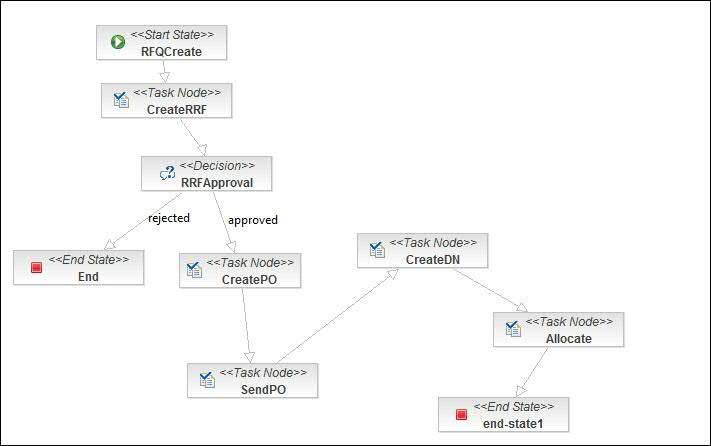 <<Start State>>
RFQCreate
<<Task Node>>
CreateRRF
<<Decision>>
RRFApproval
rejected
approved
<<End State>>
End
<<Task Node>>
CreatePO
<<Task Node>>
SendPO
<<Task Node>>
CreateDN
<<Task Node>>
Allocate
<<End State>>
end-state1